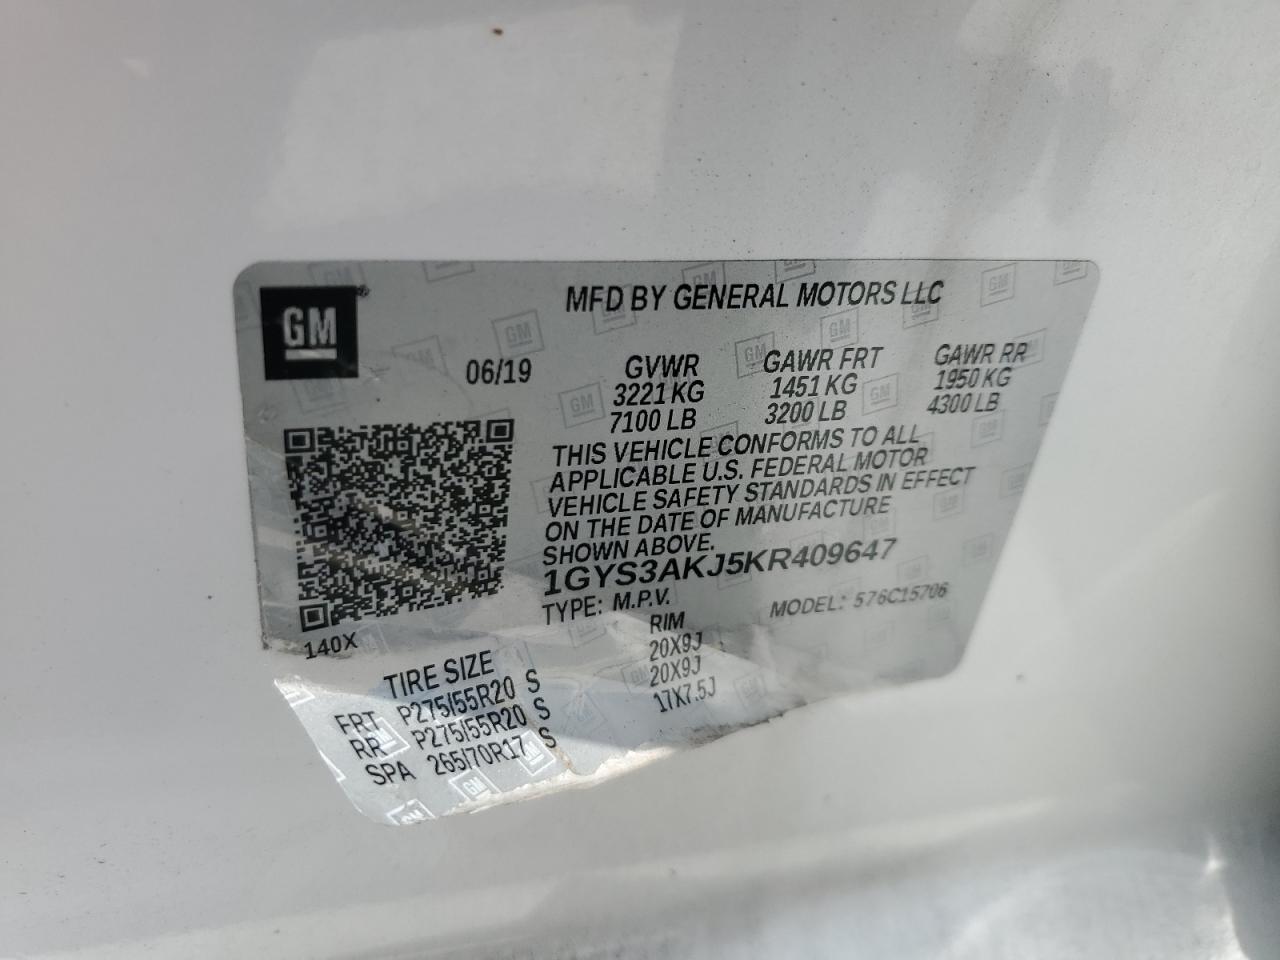 GM®
MFD BY GENERAL MOTORS LLC
06/19
GVWR GAWR FRT GAWR RR
3221 KG 1451 KG 1950 KG
7100 LB 3200 LB 4300 LB
THIS VEHICLE CONFORMS TO ALL
APPLICABLE U.S. FEDERAL MOTOR
VEHICLE SAFETY STANDARDS IN EFFECT
ON THE DATE OF MANUFACTURE
SHOWN ABOVE.
1GYS3AKJ5KR409647
TYPE: M.P.V. MODEL: 576C15706
140X
TIRE SIZE RIM
FRT P275/55R20 S 20X9J
RR P275/55R20 S 20X9J
SPA 265/70R17 S 17X7.5J